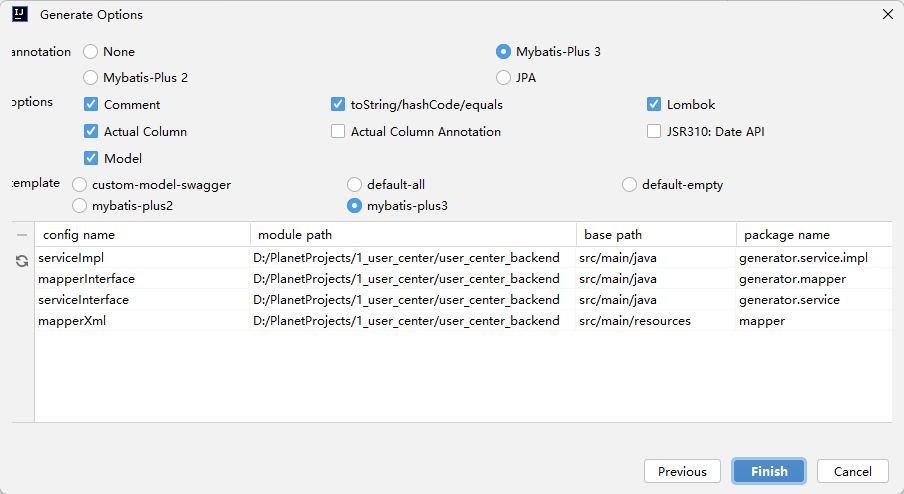 IJ Generate Options
annotation None Mybatis-Plus 3
Mybatis-Plus 2 JPA
options Comment toString/hashCode/equals Lombok
Actual Column Actual Column Annotation JSR310: Date API
Model
template custom-model-swagger default-all default-empty
mybatis-plus2 mybatis-plus3
config name module path base path package name
serviceImpl D:/PlanetProjects/1_user_center/user_center_backend src/main/java generator.service.impl
mapperInterface D:/PlanetProjects/1_user_center/user_center_backend src/main/java generator.mapper
serviceInterface D:/PlanetProjects/1_user_center/user_center_backend src/main/java generator.service
mapperXml D:/PlanetProjects/1_user_center/user_center_backend src/main/resources mapper
Previous Finish Cancel